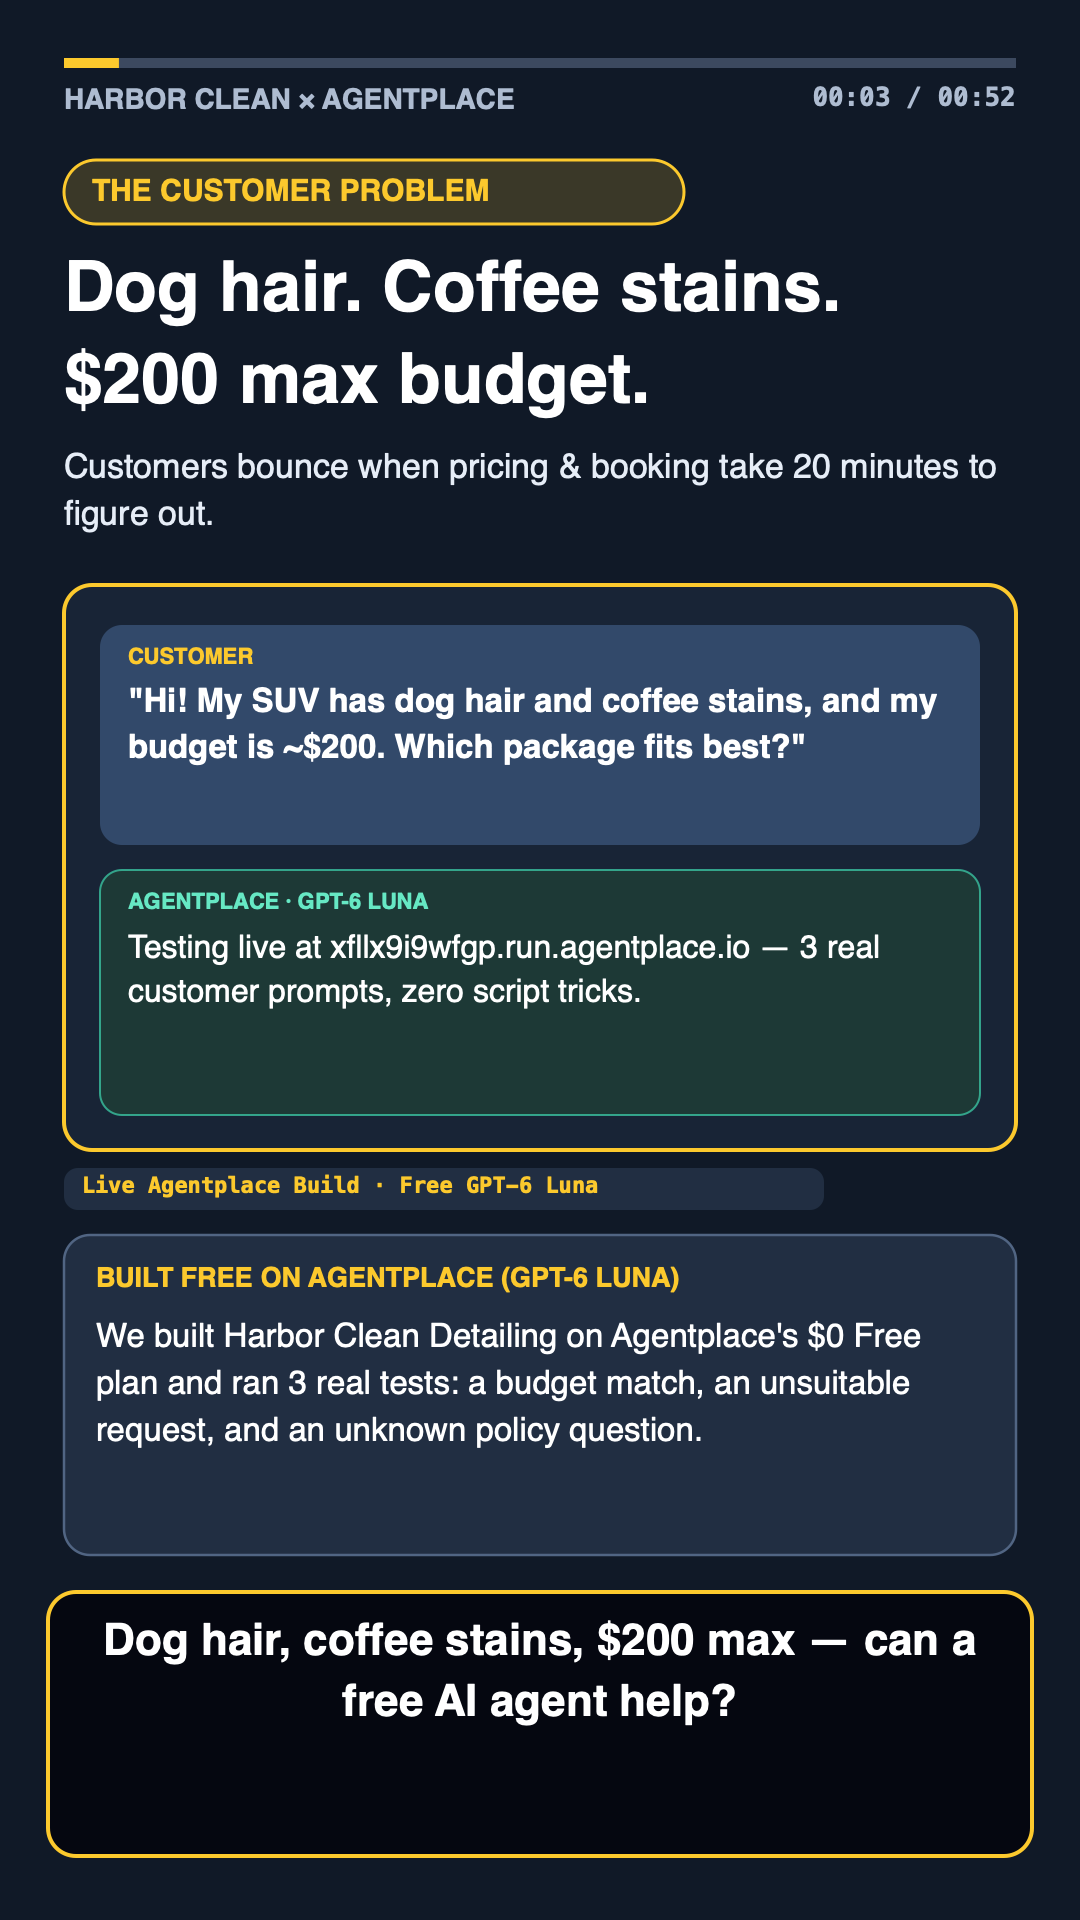 HARBOR CLEAN × AGENTPLACE
00:03 / 00:52
THE CUSTOMER PROBLEM
Dog hair. Coffee stains.
$200 max budget.
Customers bounce when pricing & booking take 20 minutes to
figure out.
CUSTOMER
"Hi! My SUV has dog hair and coffee stains, and my
budget is ~$200. Which package fits best?"
AGENTPLACE · GPT-6 LUNA
Testing live at xfllx9i9wfgp.run.agentplace.io — 3 real
customer prompts, zero script tricks.
Live Agentplace Build · Free GPT-6 Luna
BUILT FREE ON AGENTPLACE (GPT-6 LUNA)
We built Harbor Clean Detailing on Agentplace's $0 Free
plan and ran 3 real tests: a budget match, an unsuitable
request, and an unknown policy question.
Dog hair, coffee stains, $200 max — can a
free AI agent help?